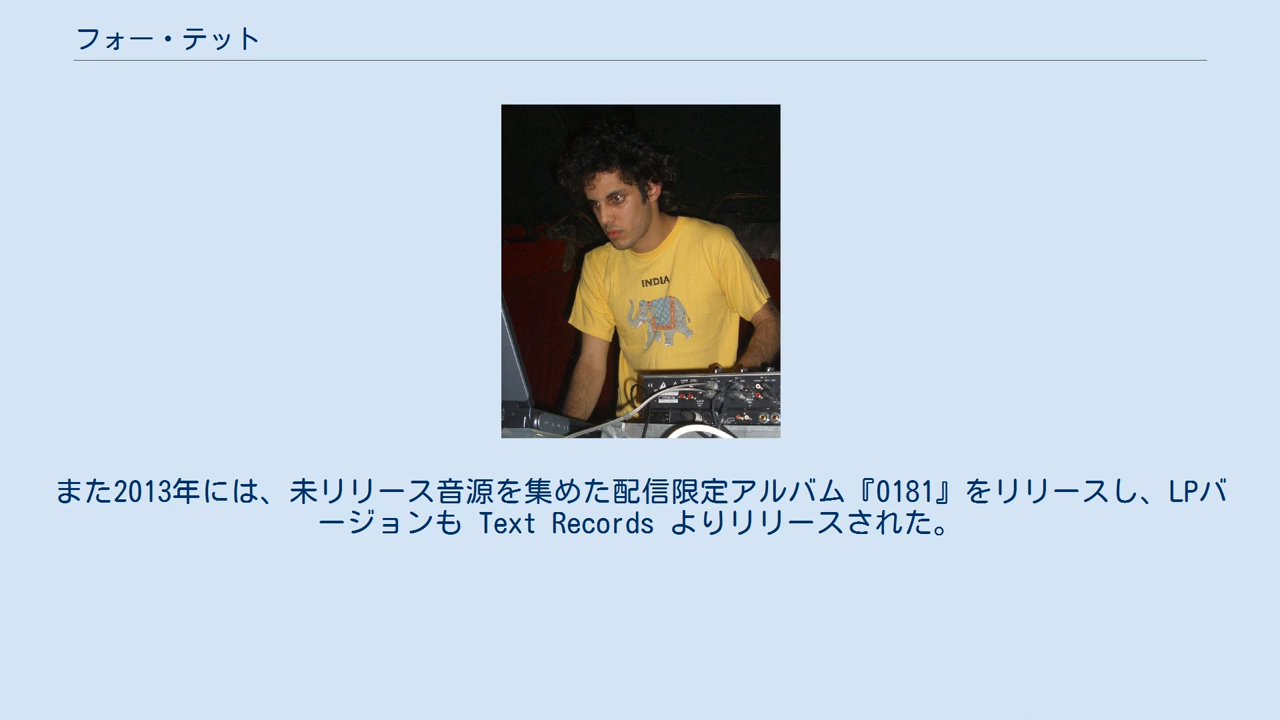 フォー・テット
INDIA
また2013年には、未リリース音源を集めた配信限定アルバム『0181』をリリースし、LPバ
ージョンも Text Records よりリリースされた。